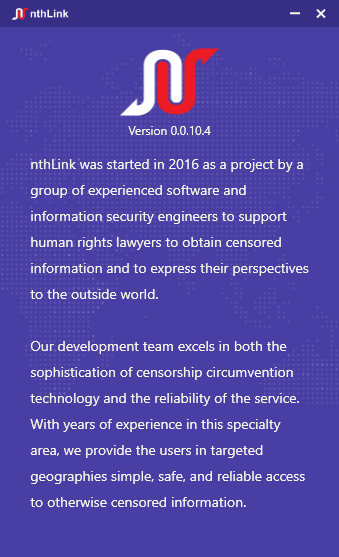 nthLink
Version 0.0.10.4
nthLink was started in 2016 as a project by a
group of experienced software and
information security engineers to support
human rights lawyers to obtain censored
information and to express their perspectives
to the outside world.
Our development team excels in both the
sophistication of censorship circumvention
technology and the reliability of the service.
With years of experience in this specialty
area, we provide the users in targeted
geographies simple, safe, and reliable access
to otherwise censored information.